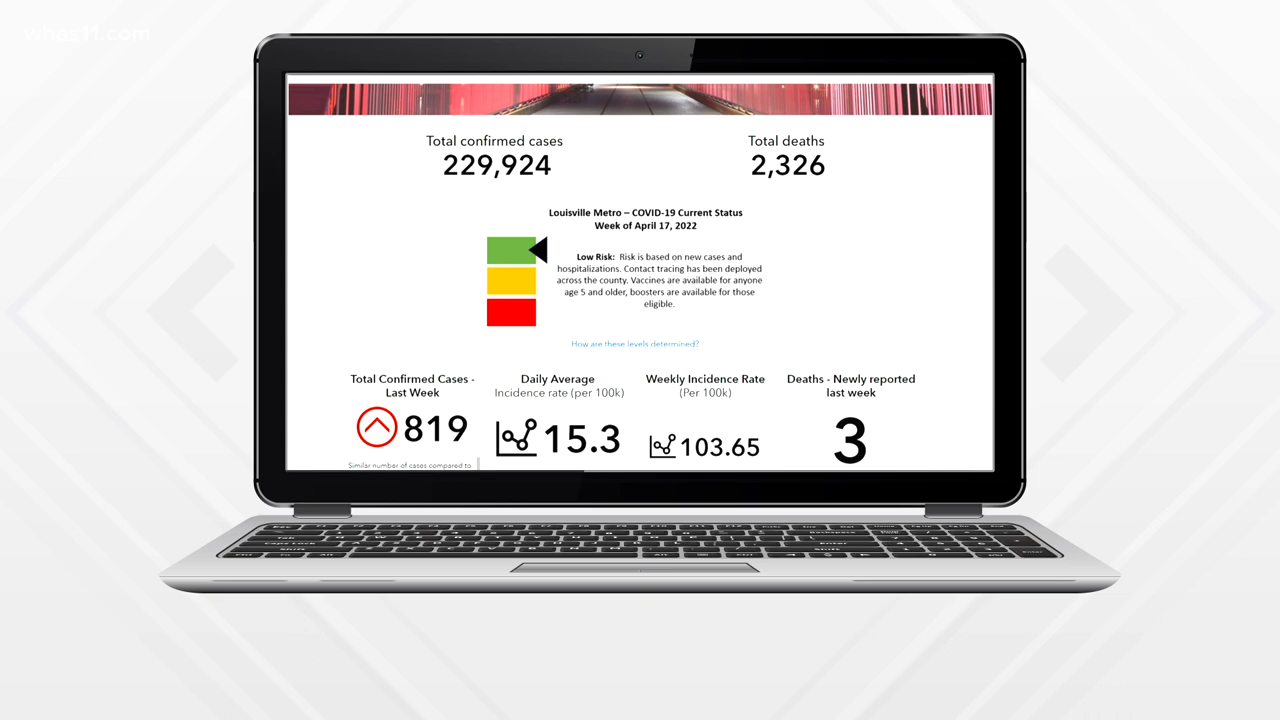 whas11.com
Total confirmed cases
229,924
Total deaths
2,326
Louisville Metro – COVID-19 Current Status
Week of April 17, 2022
Low Risk: Risk is based on new cases and
hospitalizations. Contact tracing has been deployed
across the county. Vaccines are available for anyone
age 5 and older, boosters are available for those
eligible.
How are these levels determined?
Total Confirmed Cases -
Last Week
819
Similar number of cases compared to
Daily Average
Incidence rate (per 100k)
15.3
Weekly Incidence Rate
(Per 100k)
103.65
Deaths - Newly reported
last week
3